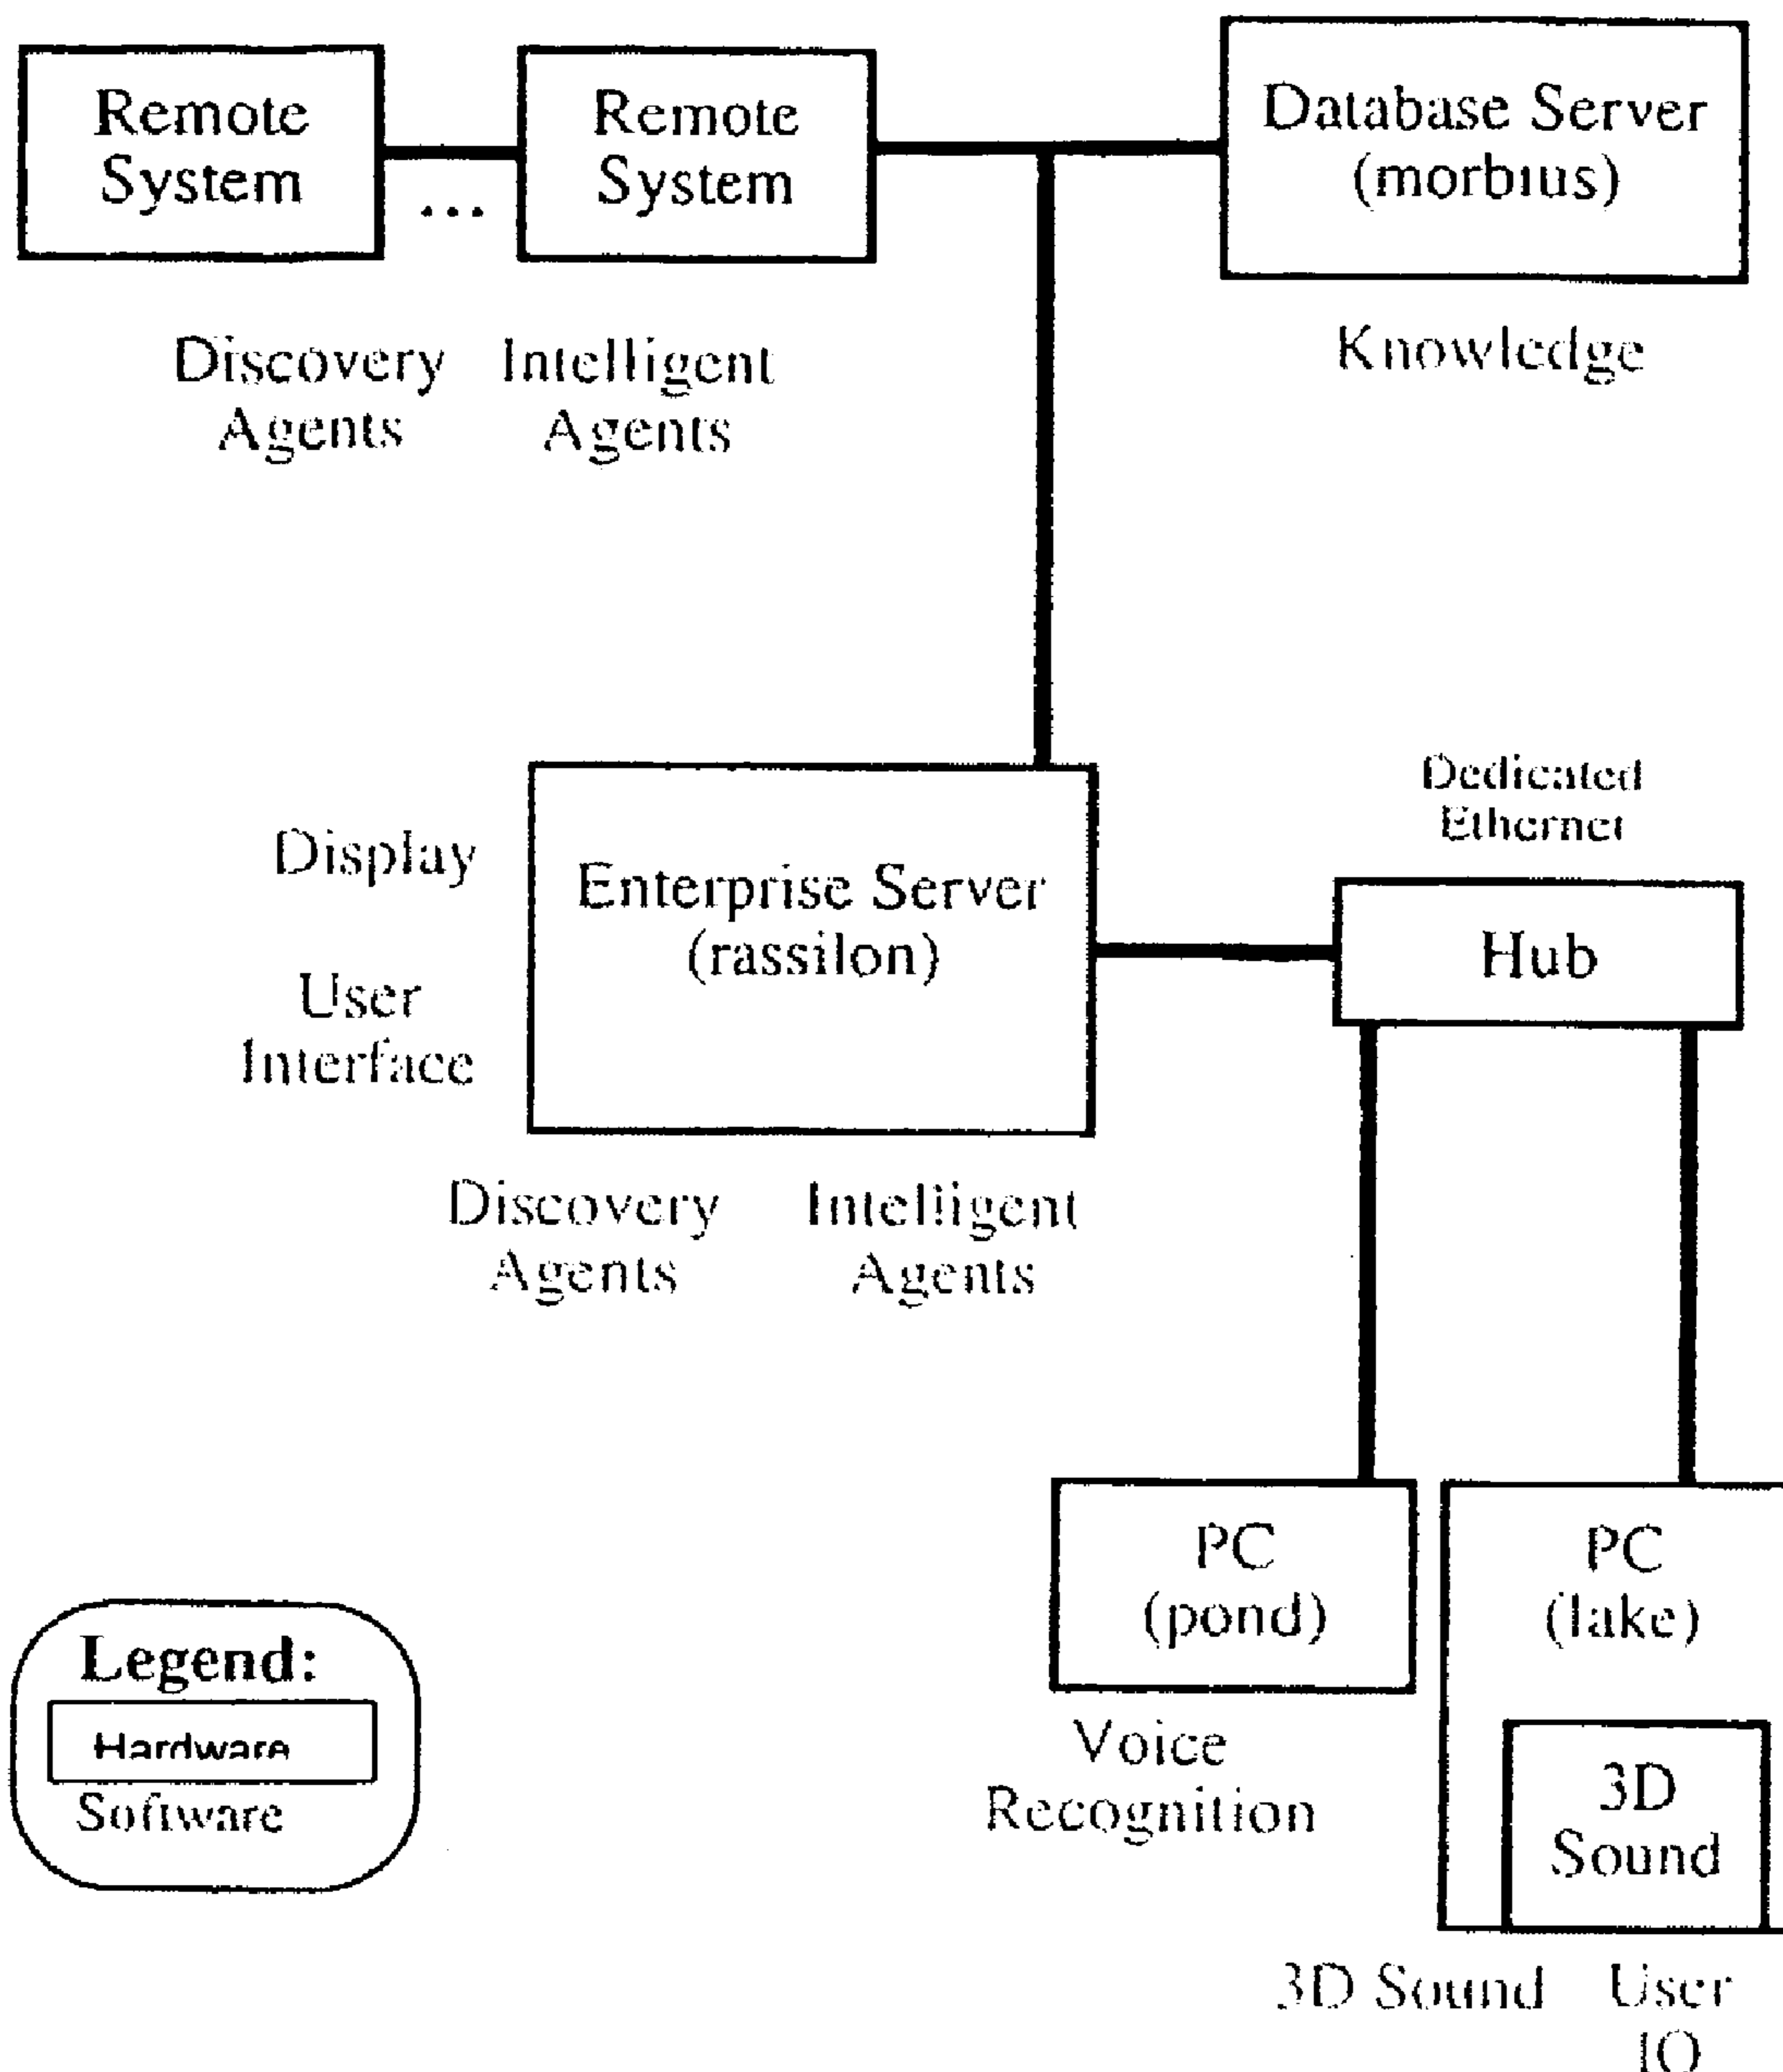 Remote
System
...
Remote
System
Database Server
(morbius)
Discovery
Agents
Intelligent
Agents
Knowledge
Display
User
Interface
Enterprise Server
(rassilon)
Dedicated
Ethernet
Hub
Discovery
Agents
Intelligent
Agents
PC
(pond)
PC
(lake)
Voice
Recognition
3D
Sound
3D Sound
User
IO
Legend:
Hardware
Software